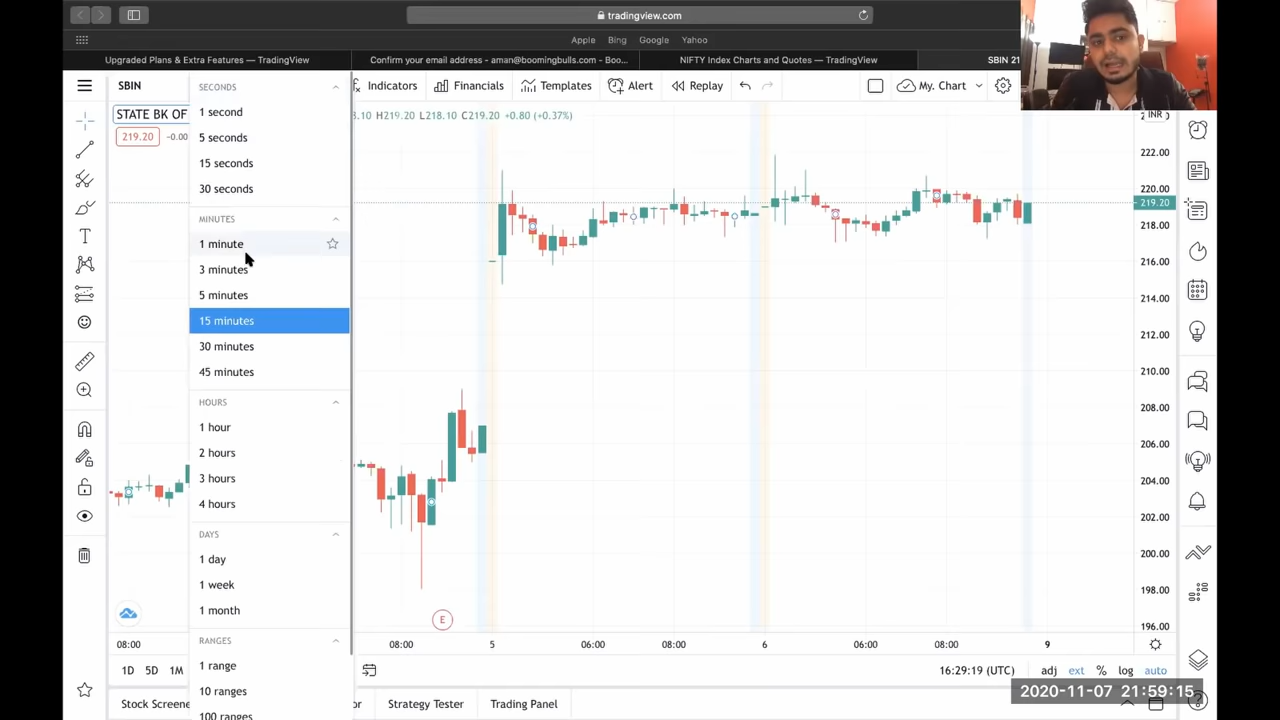 tradingview.com
Apple Bing Google Yahoo
Upgraded Plans & Extra Features — TradingView
Confirm your email address - aman@boomingbulls.com - Boo...
NIFTY Index Charts and Quotes — TradingView
SBIN 21
SBIN
Indicators
Financials
Templates
Alert
Replay
My. Chart
STATE BK OF
8.10 H219.20 L218.10 C219.20 +0.80 (+0.37%)
219.20 -0.00
INR
SECONDS
1 second
5 seconds
15 seconds
30 seconds
MINUTES
1 minute
3 minutes
5 minutes
15 minutes
30 minutes
45 minutes
HOURS
1 hour
2 hours
3 hours
4 hours
DAYS
1 day
1 week
1 month
RANGES
1 range
10 ranges
100 ranges
222.00
220.00
219.20
218.00
216.00
214.00
212.00
210.00
208.00
206.00
204.00
202.00
200.00
198.00
196.00
E
08:00 08:00 5 06:00 08:00 6 06:00 08:00 9
1D 5D 1M
16:29:19 (UTC) adj ext % log auto
2020-11-07 21:59:15
Stock Screene
or
Strategy Tester
Trading Panel